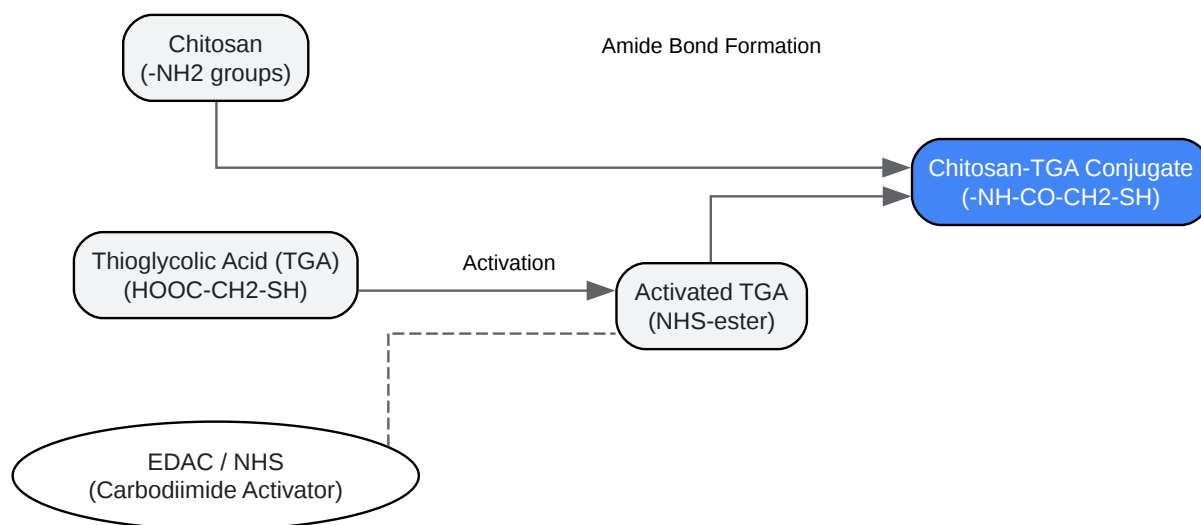 Chitosan
(-NH2 groups)
Amide Bond Formation
Chitosan-TGA Conjugate
(-NH-CO-CH2-SH)
Thioglycolic Acid (TGA)
(HOOC-CH2-SH)
Activation
Activated TGA
(NHS-ester)
EDAC / NHS
(Carbodiimide Activator)